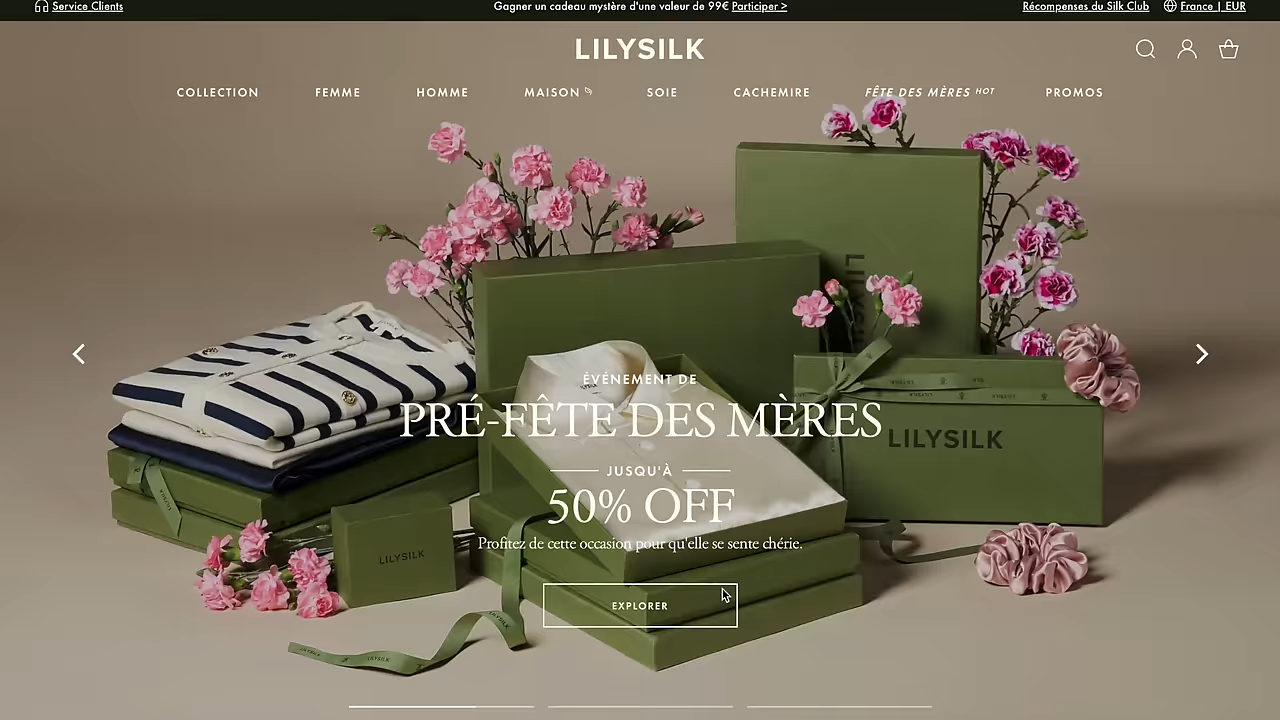 Service Clients
Gagner un cadeau mystère d'une valeur de 99€ Participer >
Récompenses du Silk Club
France | EUR
LILYSILK
COLLECTION
FEMME
HOMME
MAISON
SOIE
CACHEMIRE
FÊTE DES MÈRES HOT
PROMOS
ÉVÉNEMENT DE
PRÉ-FÊTE DES MÈRES
LILYSILK
JUSQU'À
50% OFF
Profitez de cette occasion pour qu'elle se sente chérie.
LILYSILK
EXPLORER